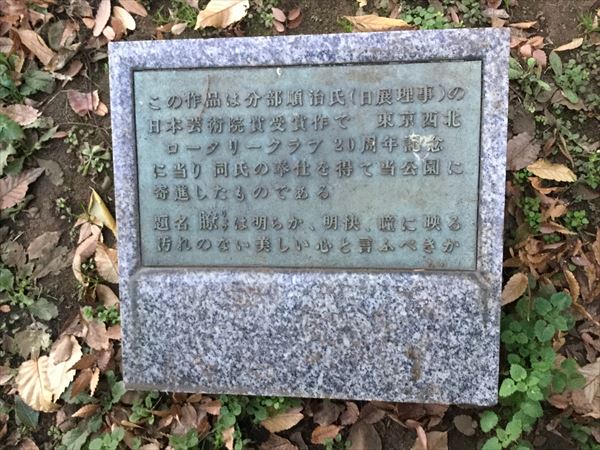 この作品は分部順治氏(日展理事)の
日本芸術院賞受賞作で 東京西北
ロータリークラブ20周年記念
に当り同氏の奉仕を得て当公園に
寄進したものである
題名 瞭は明らか、明快、瞳に映る
汚れのない美しい心と言ふべきか